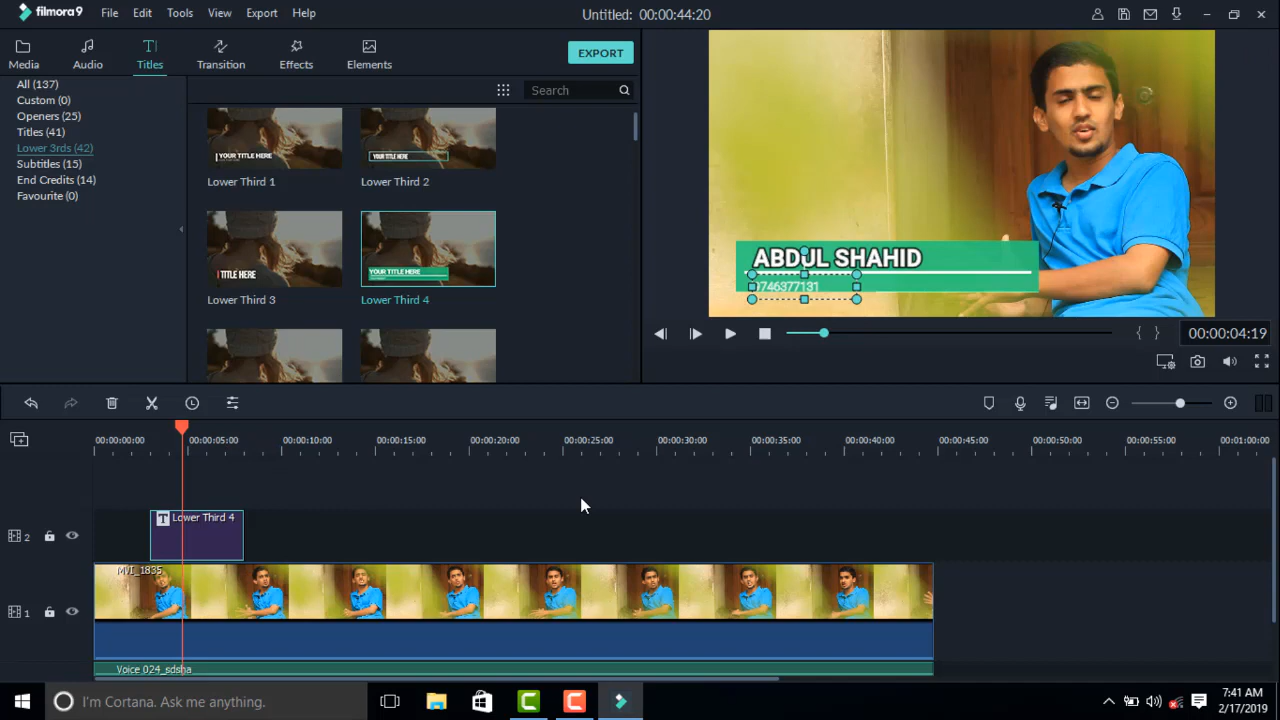 filmora9 File Edit Tools View Export Help Untitled: 00:00:44:20
Media Audio Titles Transition Effects Elements EXPORT
All (137)
Custom (0)
Openers (25)
Titles (41)
Lower 3rds (42)
Subtitles (15)
End Credits (14)
Favourite (0)
Search
YOUR TITLE HERE YOUR TITLE HERE
Lower Third 1 Lower Third 2
TITLE HERE YOUR TITLE HERE
Lower Third 3 Lower Third 4
ABDUL SHAHID
9746377131
00:00:04:19
00:00:00:00 00:00:05:00 00:00:10:00 00:00:15:00 00:00:20:00 00:00:25:00 00:00:30:00 00:00:35:00 00:00:40:00 00:00:45:00 00:00:50:00 00:00:55:00 00:01:00:00
T Lower Third 4
2
MVI_1835
1
Voice 024_sdsha
I'm Cortana. Ask me anything.
7:41 AM
2/17/2019